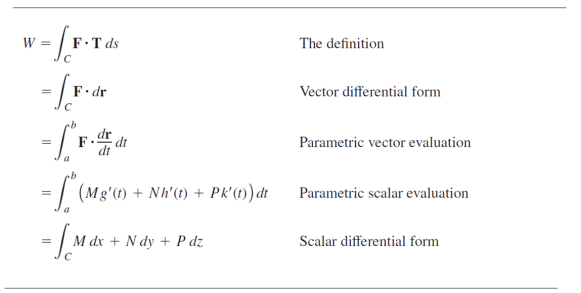 W = ∫_C F · T ds The definition
= ∫_C F · dr Vector differential form
= ∫_a^b F · dr/dt dt Parametric vector evaluation
= ∫_a^b (Mg′(t) + Nh′(t) + Pk′(t)) dt Parametric scalar evaluation
= ∫_C M dx + N dy + P dz Scalar differential form